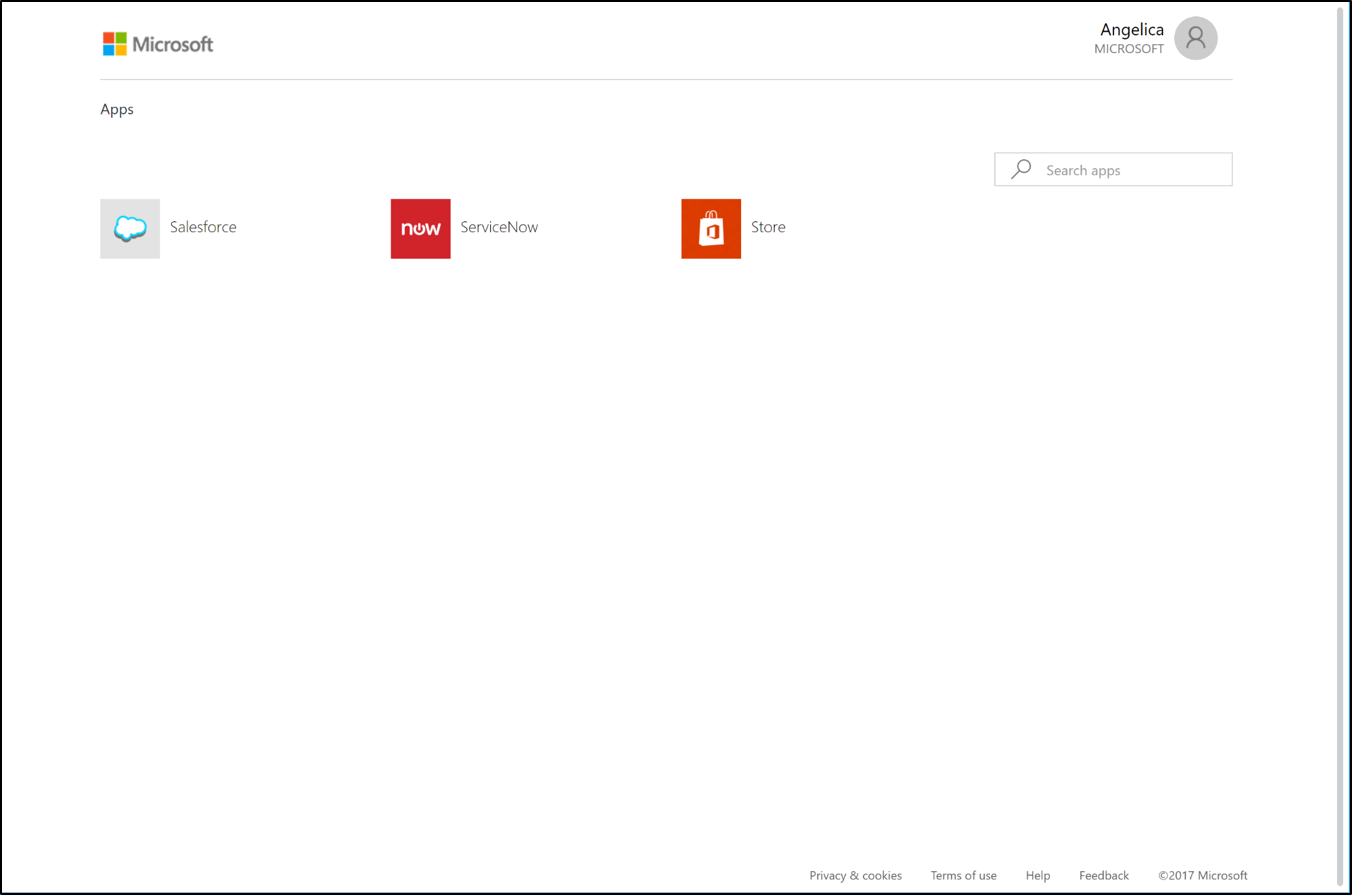 Microsoft
Angelica
MICROSOFT
Apps
Search apps
Salesforce
now ServiceNow
Store
Privacy & cookies Terms of use Help Feedback ©2017 Microsoft